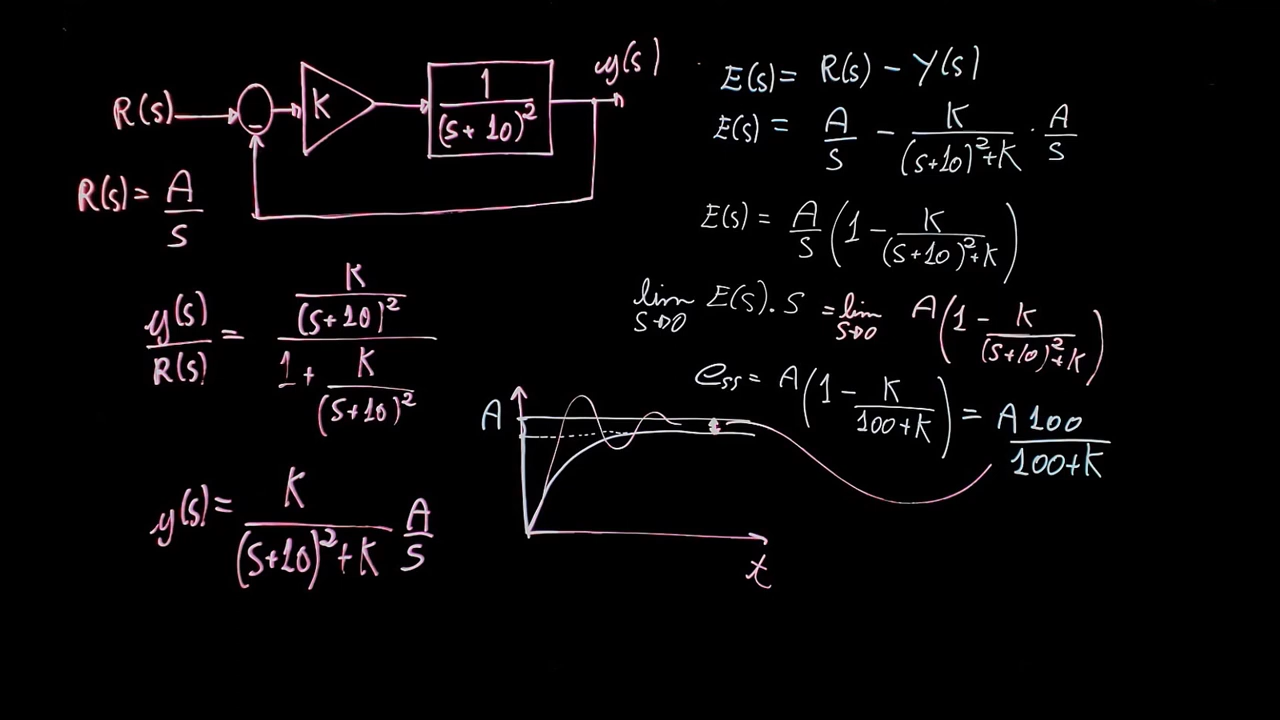 R(s) - K 1/(s+10)² y(s)
R(s) = A/s
y(s)/R(s) = (K/(s+10)²)/(1 + K/(s+10)²)
y(s) = K/((s+10)²+K) A/s
E(s) = R(s) - Y(s)
E(s) = A/s - K/((s+10)²+K) · A/s
E(s) = A/s (1 - K/((s+10)²+K))
lim s→0 E(s).s = lim s→0 A(1 - K/((s+10)²+K))
ess = A(1 - K/(100+K)) = A100/(100+K)
A
t